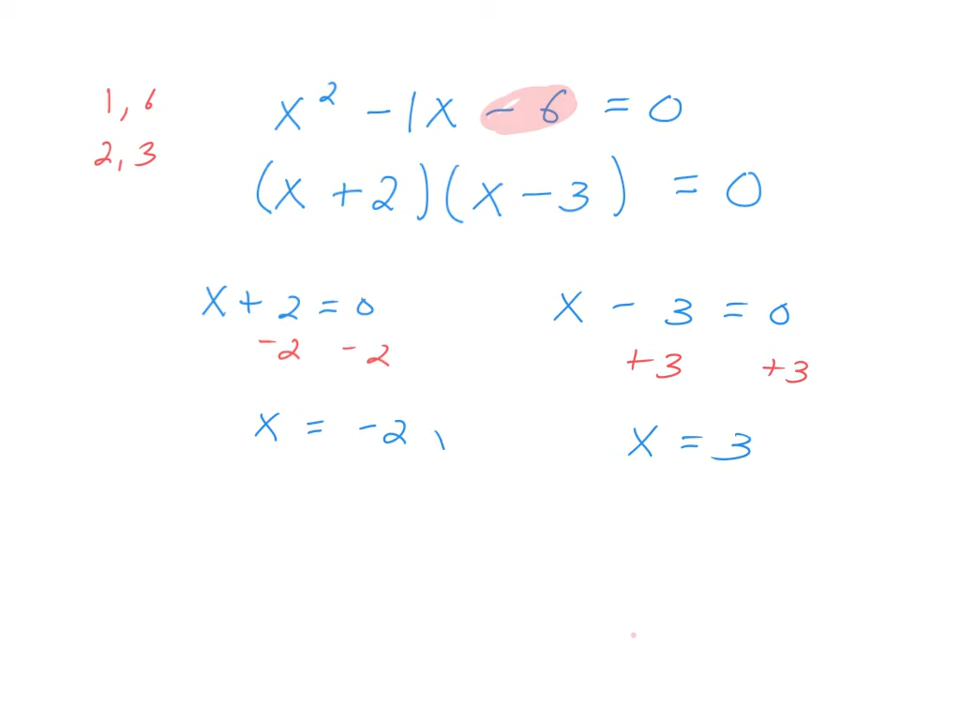 1, 6
x² - 1x - 6 = 0
2, 3
(x + 2)(x - 3) = 0
x + 2 = 0
x - 3 = 0
-2 -2
+3 +3
x = -2
x = 3